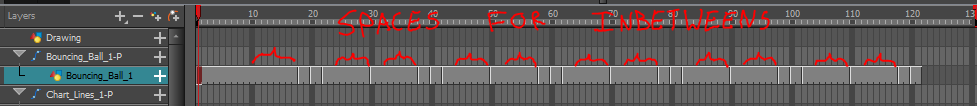 Layers
SPACES FOR INBETWEENS
10 20 30 40 50 60 70 80 90 100 110 120 13
Drawing
Bouncing_Ball_1-P
Bouncing_Ball_1
Chart_Lines_1-P